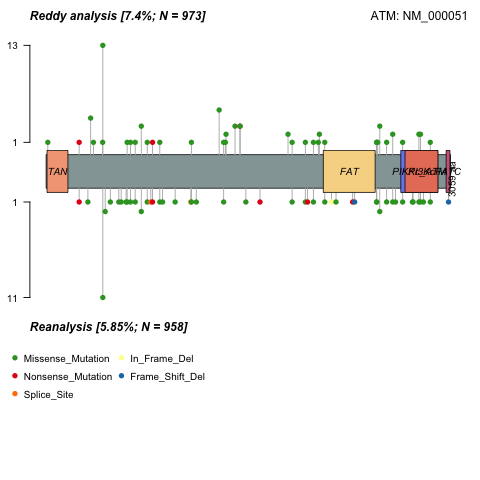 Reddy analysis [7.4%; N = 973]
ATM: NM_000051
13
1
TAN
FAT
1
11
Reanalysis [5.85%; N = 958]
Missense_Mutation
In_Frame_Del
Nonsense_Mutation
Frame_Shift_Del
Splice_Site